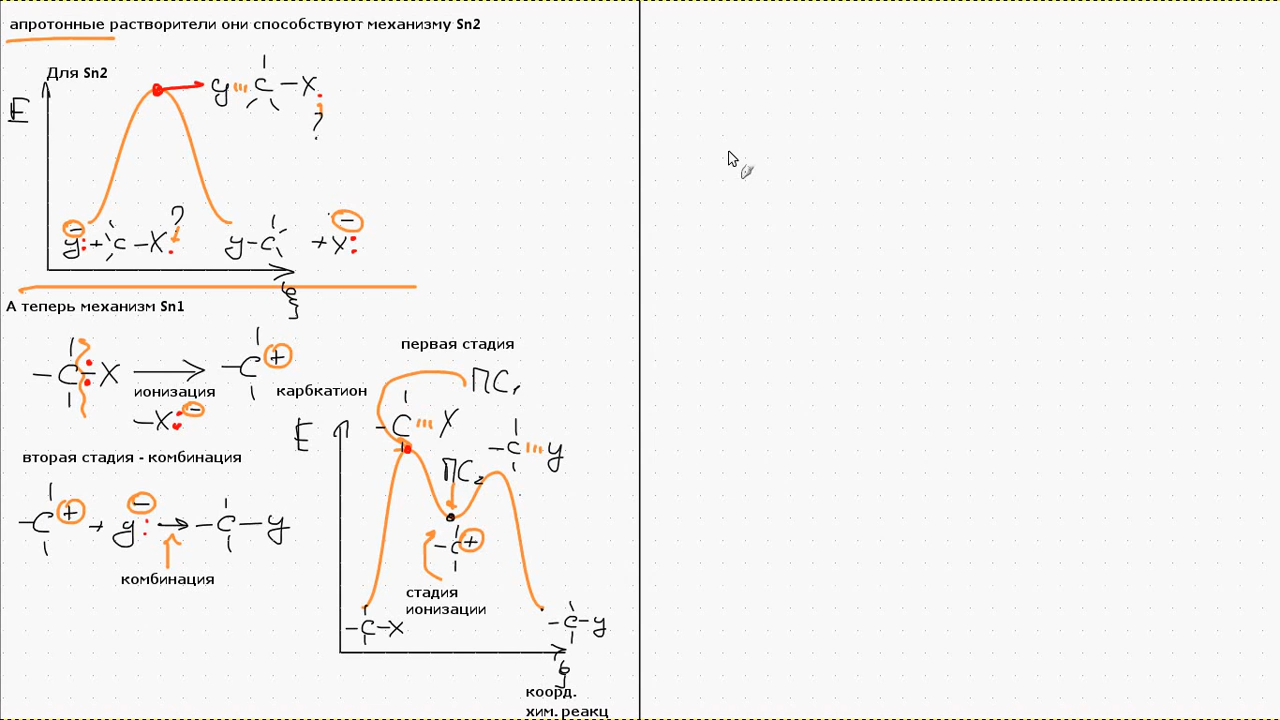 апротонные растворители они способствуют механизму Sn2
Для Sn2
E
y C – X
?
y: + C – X ?
y – C + X:
А теперь механизм Sn1
– C – X
ионизация
– C +
карбкатион
– X: –
вторая стадия - комбинация
– C + + y: – → – C – y
комбинация
первая стадия
ПС1
E
– C X
– C y
ПС2
– C +
стадия
ионизации
– C – X
– C – y
коорд.
хим. реакц